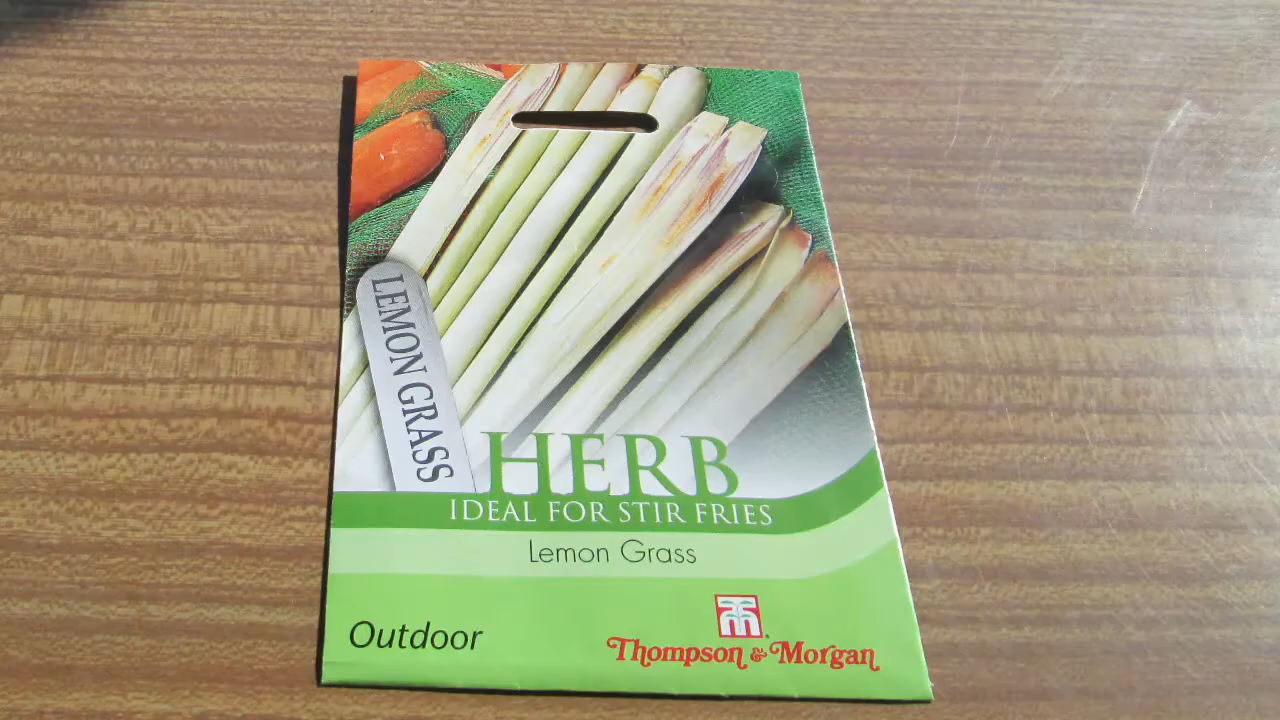 LEMON GRASS
HERB
IDEAL FOR STIR FRIES
Lemon Grass
Outdoor
Thompson & Morgan